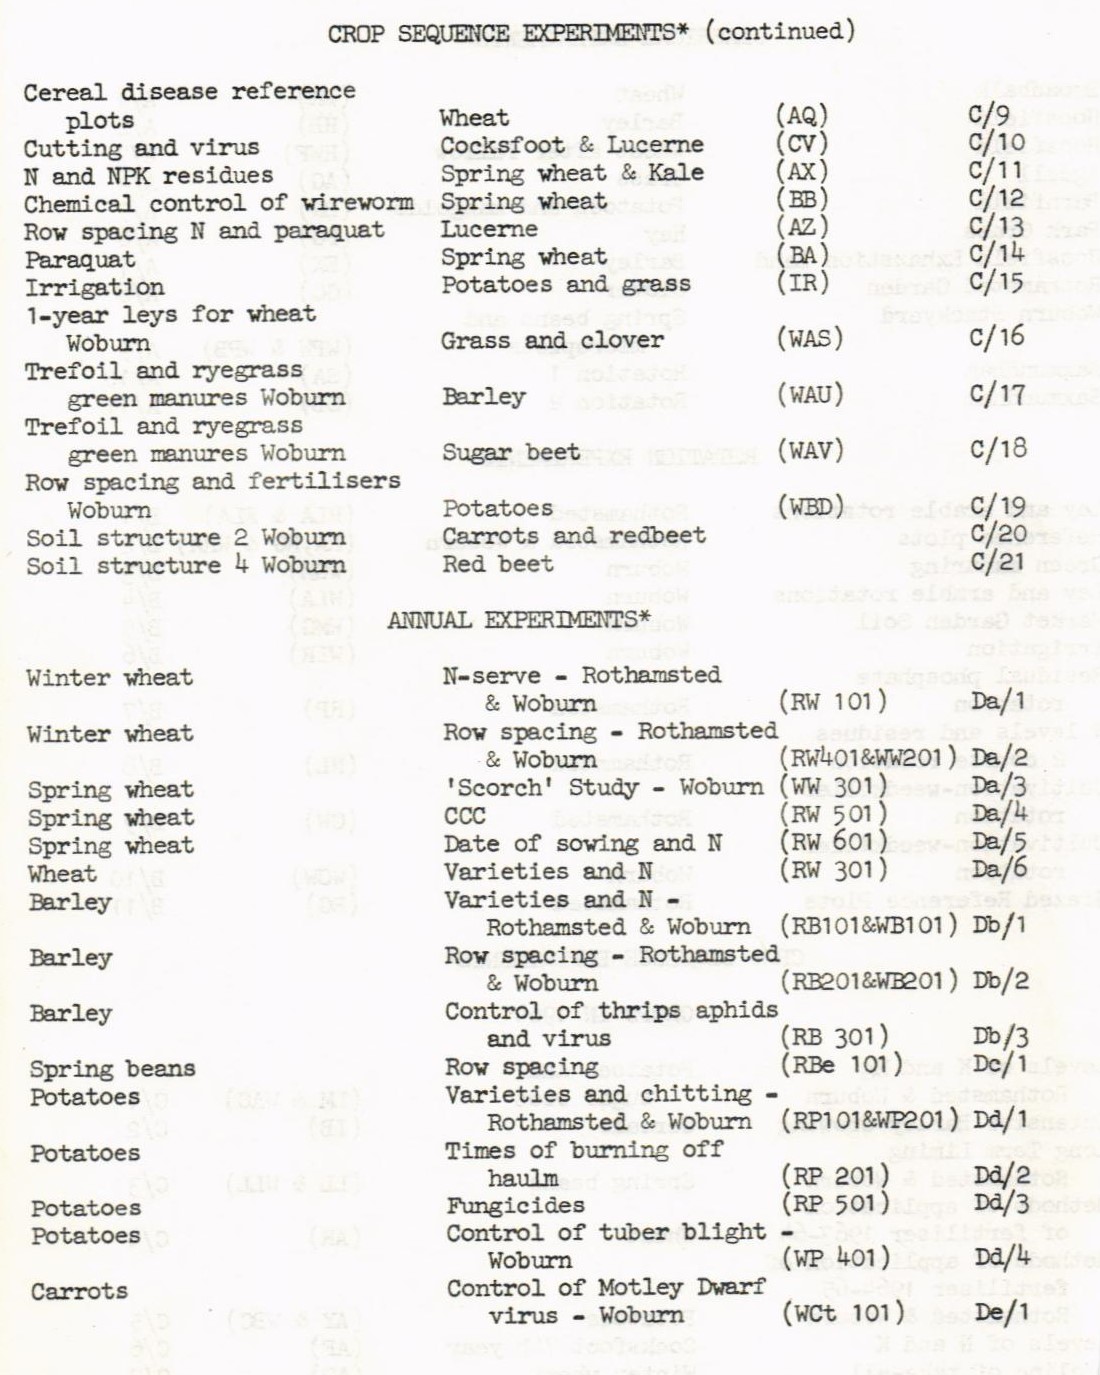 CROP SEQUENCE EXPERIMENTS* (continued)
Cereal disease reference
plots Wheat (AQ) C/9
Cutting and virus Cocksfoot & Lucerne (CV) C/10
N and NPK residues Spring wheat & Kale (AX) C/11
Chemical control of wireworm Spring wheat (BB) C/12
Row spacing N and paraquat Lucerne (AZ) C/13
Paraquat Spring wheat (BA) C/14
Irrigation Potatoes and grass (IR) C/15
1-year leys for wheat
Woburn Grass and clover (WAS) C/16
Trefoil and ryegrass
green manures Woburn Barley (WAU) C/17
Trefoil and ryegrass
green manures Woburn Sugar beet (WAV) C/18
Row spacing and fertilisers
Woburn Potatoes (WBD) C/19
Soil structure 2 Woburn Carrots and redbeet C/20
Soil structure 4 Woburn Red beet C/21
ANNUAL EXPERIMENTS*
Winter wheat N-serve - Rothamsted
& Woburn (RW 101) Da/1
Winter wheat Row spacing - Rothamsted
& Woburn (RW401&WW201) Da/2
Spring wheat 'Scorch' Study - Woburn (WW 301) Da/3
Spring wheat CCC (RW 501) Da/4
Spring wheat Date of sowing and N (RW 601) Da/5
Wheat Varieties and N (RW 301) Da/6
Barley Varieties and N -
Rothamsted & Woburn (RB101&WB101) Db/1
Barley Row spacing - Rothamsted
& Woburn (RB201&WB201) Db/2
Barley Control of thrips aphids
and virus (RB 301) Db/3
Spring beans Row spacing (RBe 101) Dc/1
Potatoes Varieties and chitting -
Rothamsted & Woburn (RP101&WP201) Dd/1
Potatoes Times of burning off
haulm (RP 201) Dd/2
Potatoes Fungicides (RP 501) Dd/3
Potatoes Control of tuber blight -
Woburn (WP 401) Dd/4
Carrots Control of Motley Dwarf
virus - Woburn (WCt 101) De/1